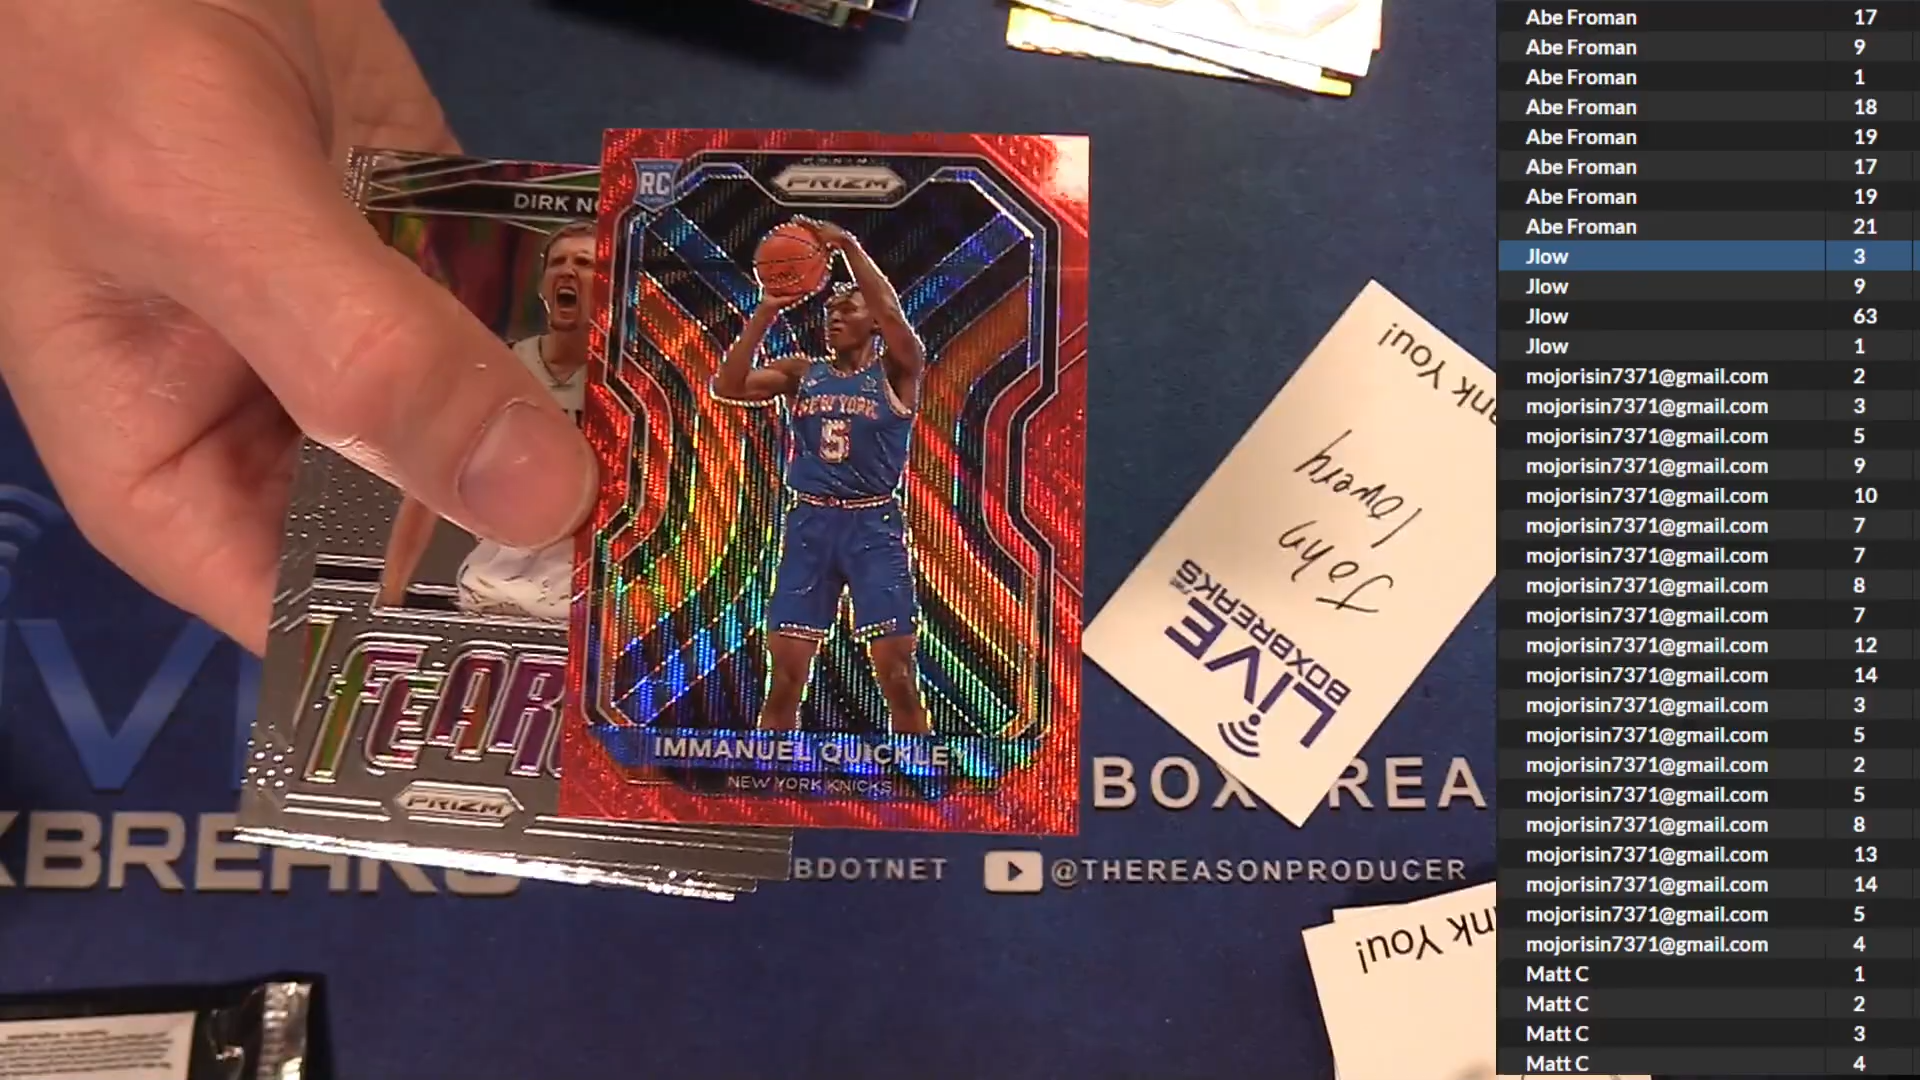 DIRK
RC
PRIZM
NEW YORK
5
IMMANUEL QUICKLEY
NEW YORK KNICKS
FEAR
PRIZM
nk You!
John
lowery
LIVE
BOXBREAKS
BOX REA
XBREAKS
BDOTNET
@THEREASONPRODUCER
nk You!
Abe Froman 17
Abe Froman 9
Abe Froman 1
Abe Froman 18
Abe Froman 19
Abe Froman 17
Abe Froman 19
Abe Froman 21
Jlow 3
Jlow 9
Jlow 63
Jlow 1
mojorisin7371@gmail.com 2
mojorisin7371@gmail.com 3
mojorisin7371@gmail.com 5
mojorisin7371@gmail.com 9
mojorisin7371@gmail.com 10
mojorisin7371@gmail.com 7
mojorisin7371@gmail.com 7
mojorisin7371@gmail.com 8
mojorisin7371@gmail.com 7
mojorisin7371@gmail.com 12
mojorisin7371@gmail.com 14
mojorisin7371@gmail.com 3
mojorisin7371@gmail.com 5
mojorisin7371@gmail.com 2
mojorisin7371@gmail.com 5
mojorisin7371@gmail.com 8
mojorisin7371@gmail.com 13
mojorisin7371@gmail.com 14
mojorisin7371@gmail.com 5
mojorisin7371@gmail.com 4
Matt C 1
Matt C 2
Matt C 3
Matt C 4